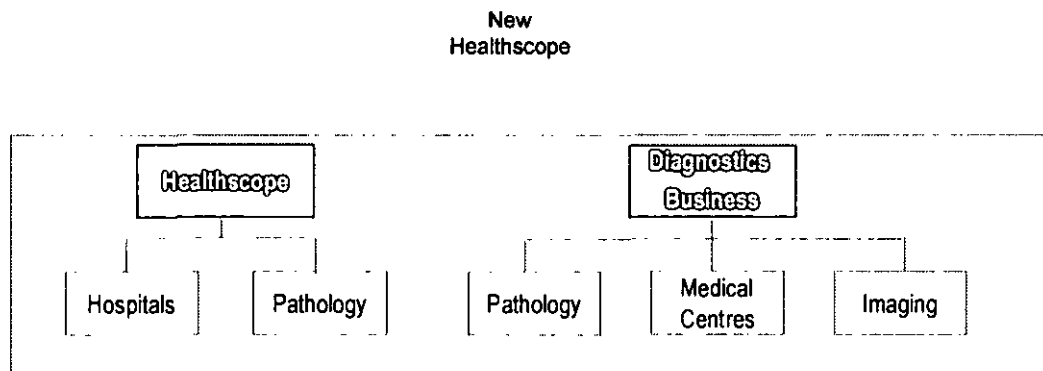 New
Healthscope
Healthscope
Diagnostics
Business
Hospitals
Pathology
Pathology
Medical
Centres
Imaging